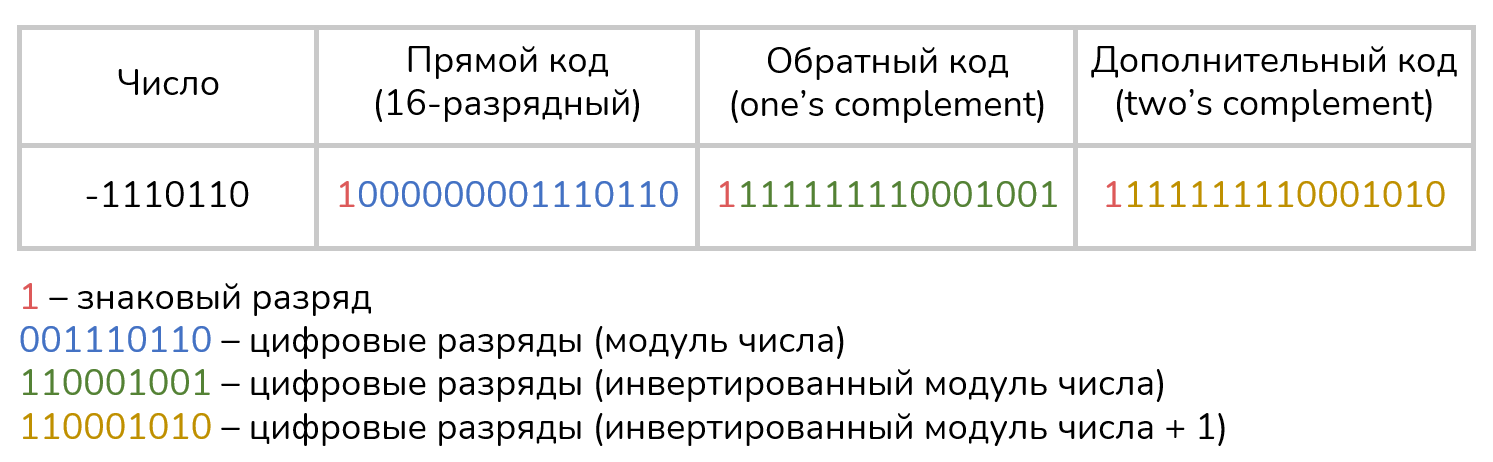 Число
Прямой код
(16-разрядный)
Обратный код
(one’s complement)
Дополнительный код
(two’s complement)
-1110110
1000000001110110
1111111110001001
1111111110001010
1 – знаковый разряд
001110110 – цифровые разряды (модуль числа)
110001001 – цифровые разряды (инвертированный модуль числа)
110001010 – цифровые разряды (инвертированный модуль числа + 1)